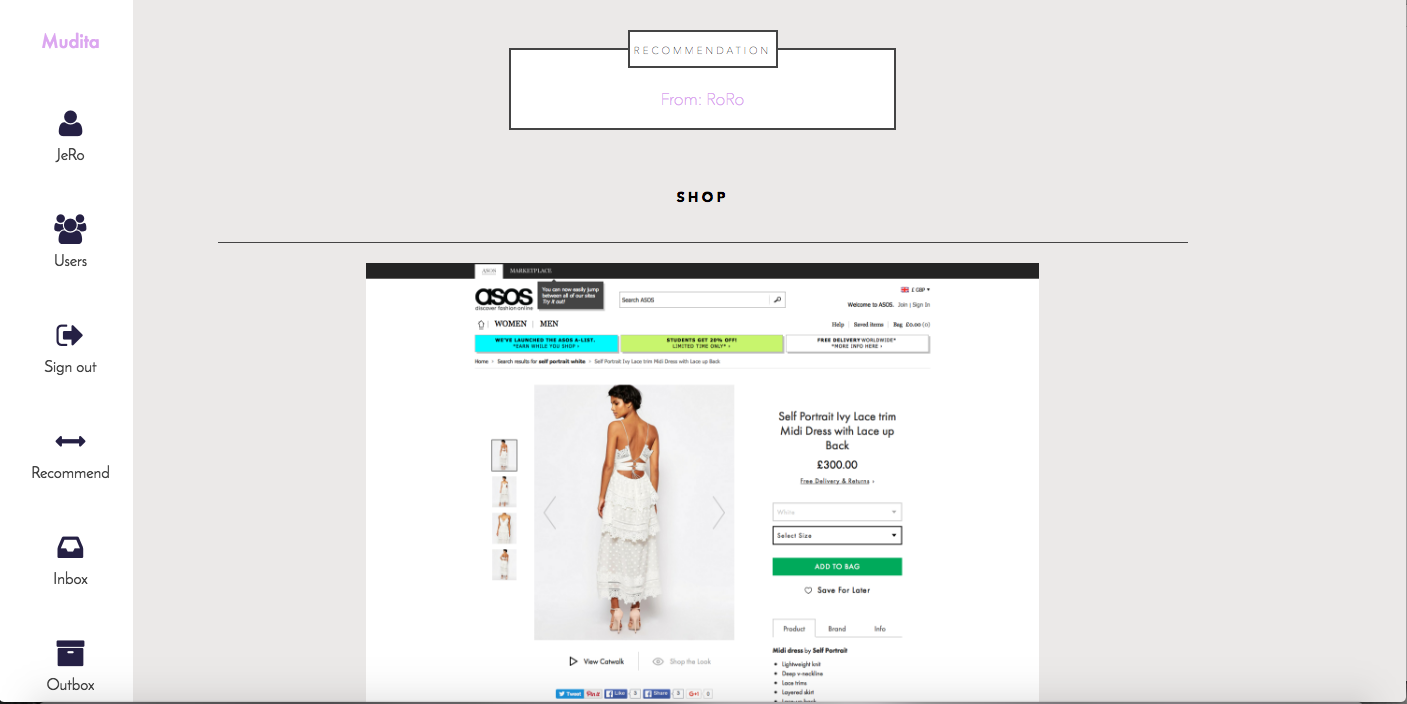 Mudita
JeRo
Users
Sign out
Recommend
Inbox
Outbox
RECOMMENDATION
From: RoRo
SHOP
ASOS MARKETPLACE
asos
discover fashion online
You can now easily jump
between all of our sites
Try it out!
Search ASOS
£ GBP
Welcome to ASOS. Join | Sign In
WOMEN | MEN
Help | Saved items | Bag £0.00 (0)
WE'VE LAUNCHED THE ASOS A-LIST.
*EARN WHILE YOU SHOP ›
STUDENTS GET 20% OFF!
LIMITED TIME ONLY* ›
FREE DELIVERY WORLDWIDE*
*MORE INFO HERE ›
Home › Search results for self portrait white › Self Portrait Ivy Lace trim Midi Dress with Lace up Back
Self Portrait Ivy Lace trim
Midi Dress with Lace up
Back
£300.00
Free Delivery & Returns ›
White
Select Size
ADD TO BAG
Save For Later
Product Brand Info
Midi dress by Self Portrait
Lightweight knit
Deep v-neckline
Lace trims
Layered skirt
Lace-up back
View Catwalk
Shop the Look
Tweet Pin it Like 3 Share 3 G+1 0